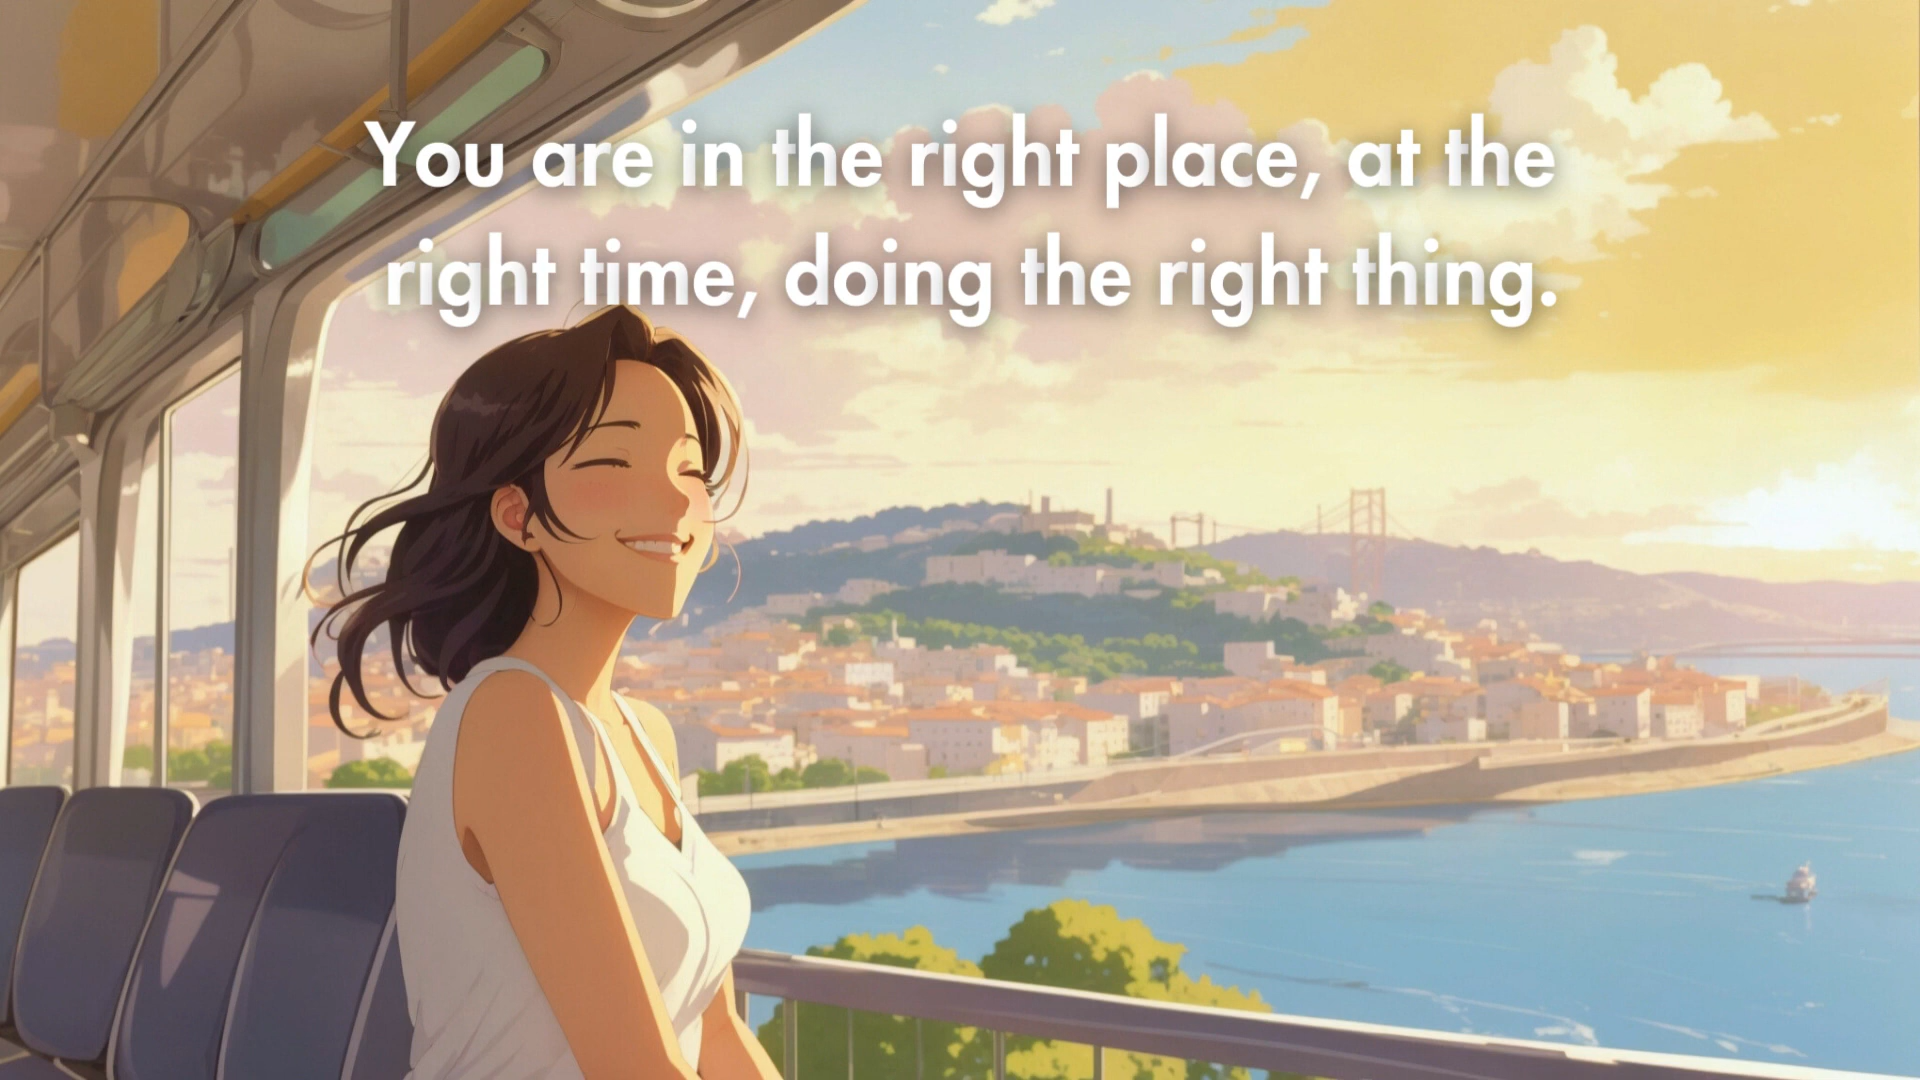 You are in the right place, at the
right time, doing the right thing.